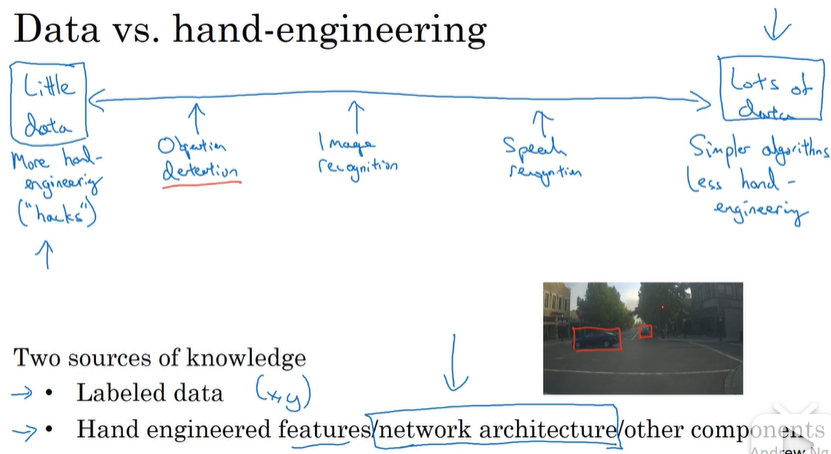 Data vs. hand-engineering
Little
data
More hand-
engineering
("hacks")
Object
detection
Image
recognition
Speech
recognition
Lots of
data
Simpler algorithms
Less hand-
engineering
Two sources of knowledge
→ • Labeled data (x,y)
→ • Hand engineered features/network architecture/other components
Andrew Ng